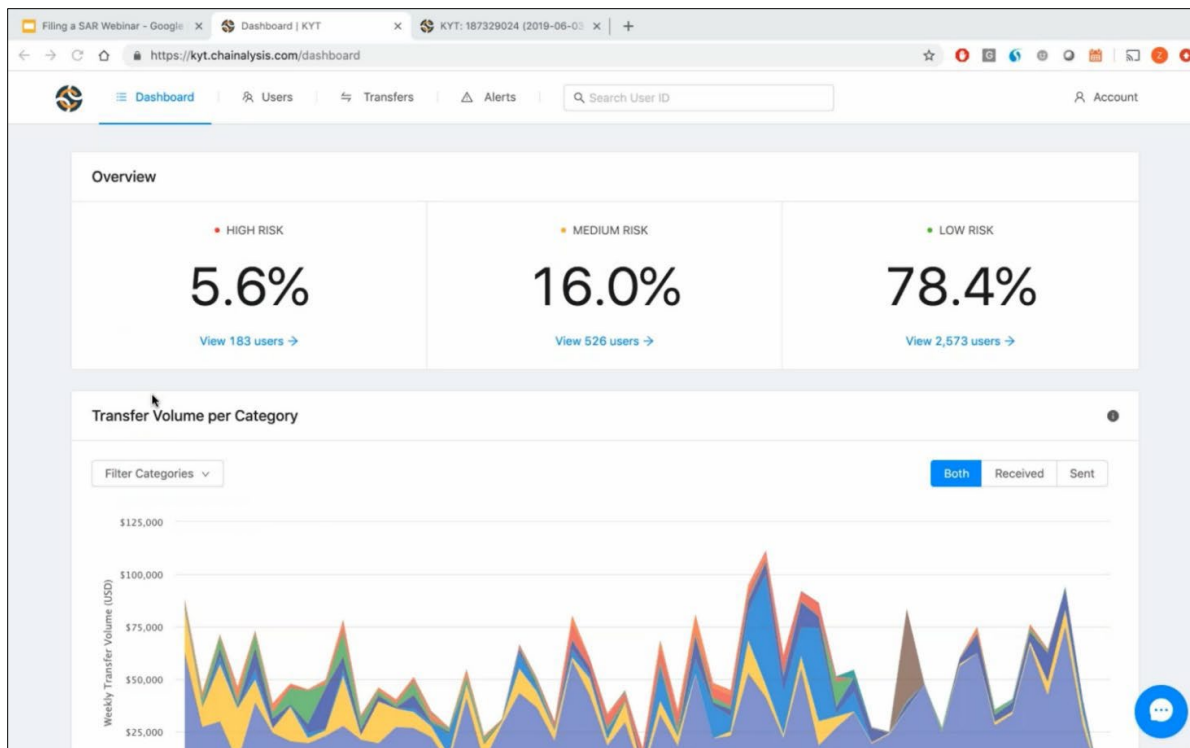 Filing a SAR Webinar - Google
Dashboard | KYT
KYT: 187329024 (2019-06-03
https://kyt.chainalysis.com/dashboard
Dashboard
Users
Transfers
Alerts
Search User ID
Account
Overview
HIGH RISK
MEDIUM RISK
LOW RISK
5.6%
16.0%
78.4%
View 183 users →
View 526 users →
View 2,573 users →
Transfer Volume per Category
Filter Categories
Both
Received
Sent
$125,000
$100,000
$75,000
$50,000
$25,000
Weekly Transfer Volume (USD)